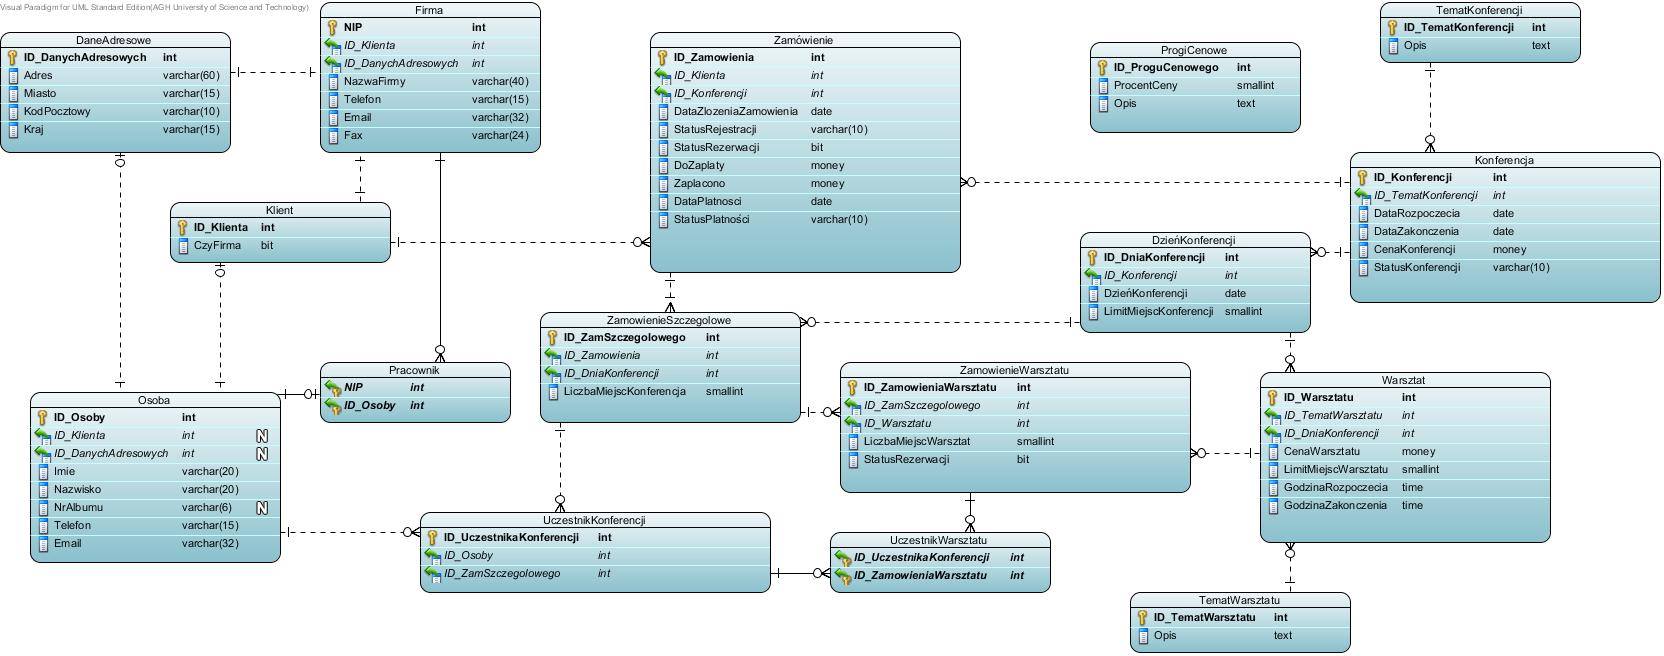 Visual Paradigm for UML Standard Edition(AGH University of Science and Technology)
DaneAdresowe
ID_DanychAdresowych int
Adres varchar(60)
Miasto varchar(15)
KodPocztowy varchar(10)
Kraj varchar(15)
Firma
NIP int
ID_Klienta int
ID_DanychAdresowych int
NazwaFirmy varchar(40)
Telefon varchar(15)
Email varchar(32)
Fax varchar(24)
Zamówienie
ID_Zamowienia int
ID_Klienta int
ID_Konferencji int
DataZlozeniaZamowienia date
StatusRejestracji varchar(10)
StatusRezerwacji bit
DoZaplaty money
Zaplacono money
DataPlatnosci date
StatusPlatności varchar(10)
ProgiCenowe
ID_ProguCenowego int
ProcentCeny smallint
Opis text
TematKonferencji
ID_TematKonferencji int
Opis text
Konferencja
ID_Konferencji int
ID_TematKonferencji int
DataRozpoczecia date
DataZakonczenia date
CenaKonferencji money
StatusKonferencji varchar(10)
Klient
ID_Klienta int
CzyFirma bit
DzieńKonferencji
ID_DniaKonferencji int
ID_Konferencji int
DzieńKonferencji date
LimitMiejscKonferencji smallint
ZamowienieSzczegolowe
ID_ZamSzczegolowego int
ID_Zamowienia int
ID_DniaKonferencji int
LiczbaMiejscKonferencja smallint
Pracownik
NIP int
ID_Osoby int
ZamowienieWarsztatu
ID_ZamowieniaWarsztatu int
ID_ZamSzczegolowego int
ID_Warsztatu int
LiczbaMiejscWarsztat smallint
StatusRezerwacji bit
Warsztat
ID_Warsztatu int
ID_TematWarsztatu int
ID_DniaKonferencji int
CenaWarsztatu money
LimitMiejscWarsztatu smallint
GodzinaRozpoczecia time
GodzinaZakonczenia time
Osoba
ID_Osoby int
ID_Klienta int N
ID_DanychAdresowych int N
Imie varchar(20)
Nazwisko varchar(20)
NrAlbumu varchar(6) N
Telefon varchar(15)
Email varchar(32)
UczestnikKonferencji
ID_UczestnikaKonferencji int
ID_Osoby int
ID_ZamSzczegolowego int
UczestnikWarsztatu
ID_UczestnikaKonferencji int
ID_ZamowieniaWarsztatu int
TematWarsztatu
ID_TematWarsztatu int
Opis text